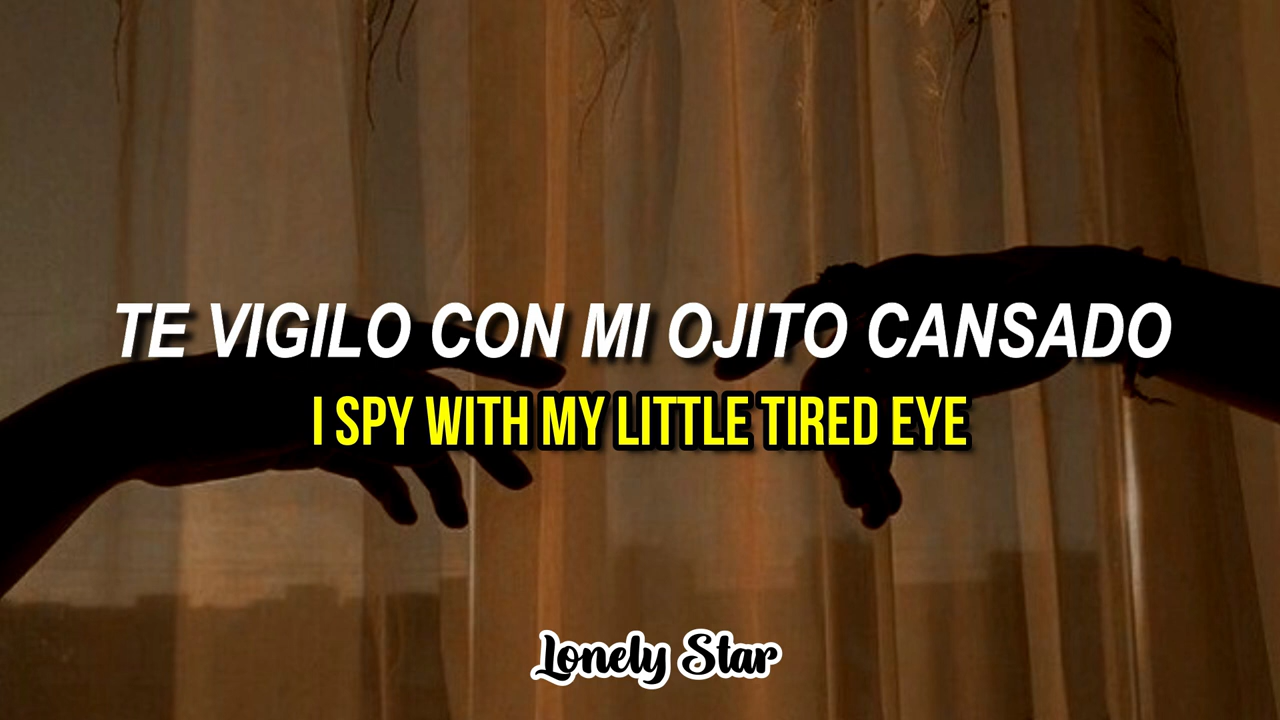 TE VIGILO CON MI OJITO CANSADO
I SPY WITH MY LITTLE TIRED EYE
Lonely Star